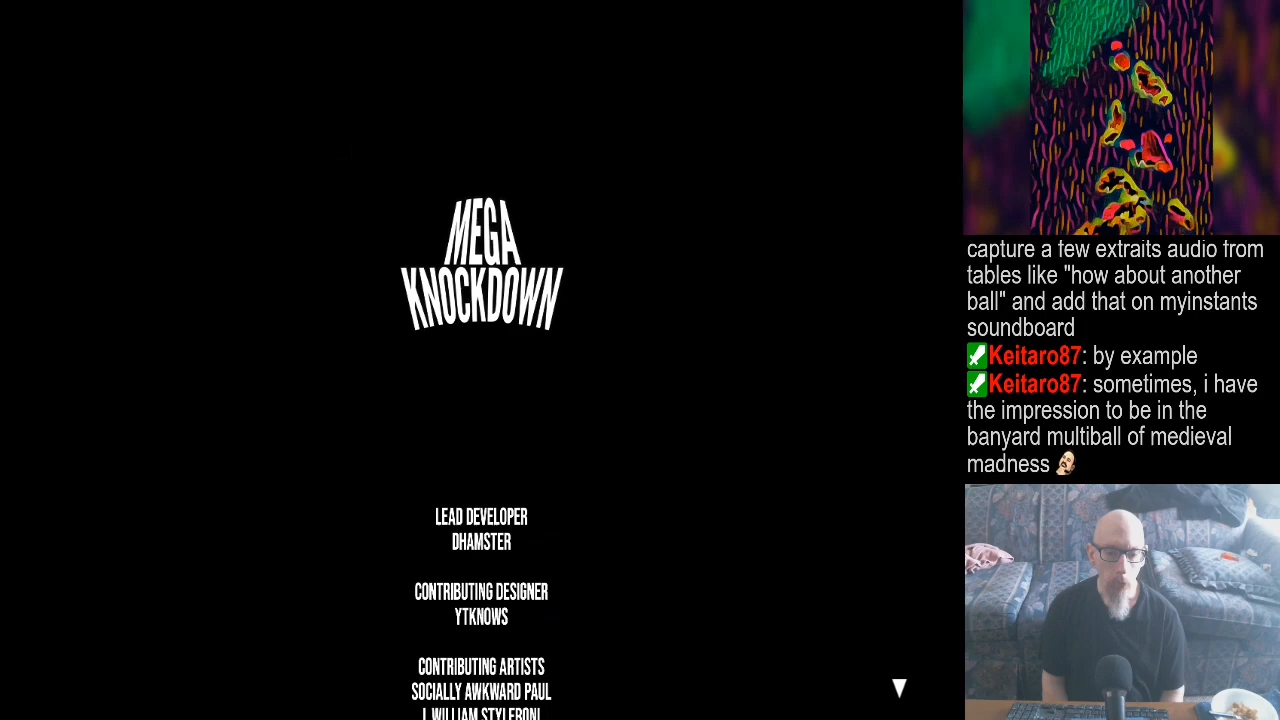 MEGA
KNOCKDOWN
LEAD DEVELOPER
DHAMSTER
CONTRIBUTING DESIGNER
YTKNOWS
CONTRIBUTING ARTISTS
SOCIALLY AWKWARD PAUL
J. WILLIAM STYLERONI
capture a few extraits audio from
tables like "how about another
ball" and add that on myinstants
soundboard
Keitaro87: by example
Keitaro87: sometimes, i have
the impression to be in the
banyard multiball of medieval
madness